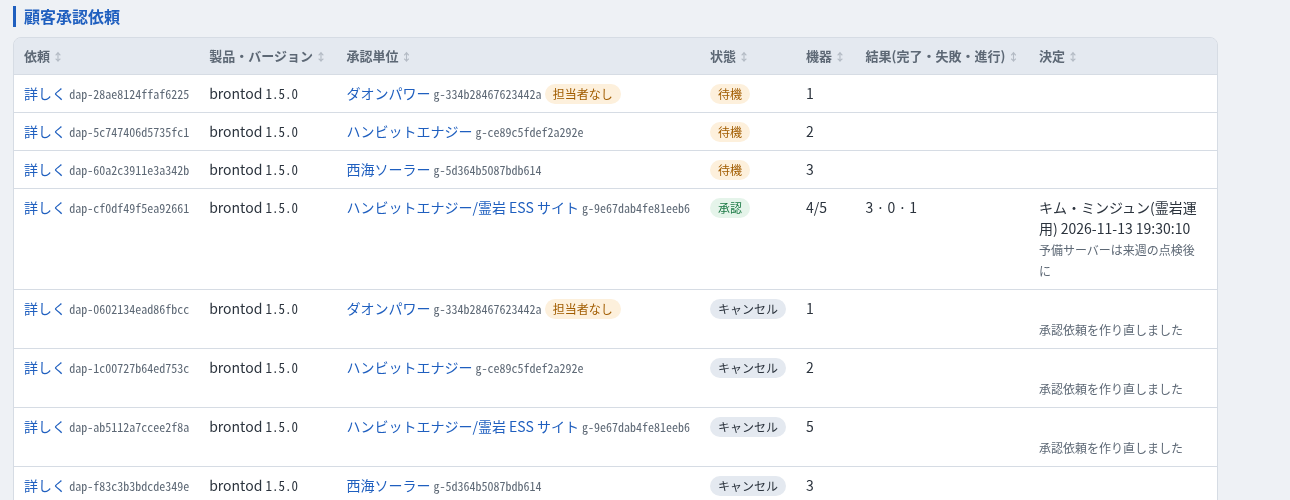 顧客承認依頼
依頼 ↕ 製品・バージョン ↕ 承認単位 ↕ 状態 ↕ 機器 ↕ 結果(完了・失敗・進行) ↕ 決定 ↕
詳しく dap-28ae8124ffaf6225 brontod 1.5.0 ダオンパワー g-334b28467623442a 担当者なし 待機 1
詳しく dap-5c747406d5735fc1 brontod 1.5.0 ハンビットエナジー g-ce89c5fdef2a292e 待機 2
詳しく dap-60a2c3911e3a342b brontod 1.5.0 西海ソーラー g-5d364b5087bdb614 待機 3
詳しく dap-cf0df49f5ea92661 brontod 1.5.0 ハンビットエナジー/霊岩 ESS サイト g-9e67dab4fe81eeb6 承認 4/5 3 · 0 · 1 キム・ミンジュン(霊岩運
用) 2026-11-13 19:30:10
予備サーバーは来週の点検後
に
詳しく dap-0602134ead86fbcc brontod 1.5.0 ダオンパワー g-334b28467623442a 担当者なし キャンセル 1
承認依頼を作り直しました
詳しく dap-1c00727b64ed753c brontod 1.5.0 ハンビットエナジー g-ce89c5fdef2a292e キャンセル 2
承認依頼を作り直しました
詳しく dap-ab5112a7ccee2f8a brontod 1.5.0 ハンビットエナジー/霊岩 ESS サイト g-9e67dab4fe81eeb6 キャンセル 5
承認依頼を作り直しました
詳しく dap-f83c3b3bdcde349e brontod 1.5.0 西海ソーラー g-5d364b5087bdb614 キャンセル 3